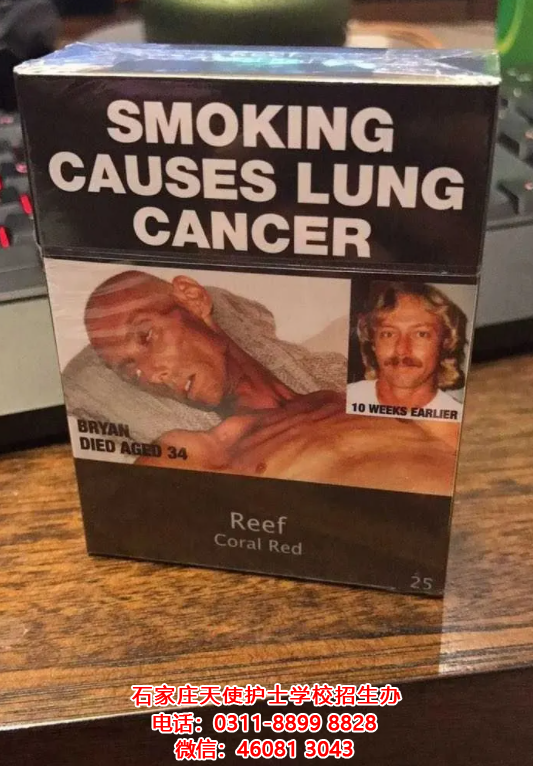 SMOKING
CAUSES LUNG
CANCER
10 WEEKS EARLIER
BRYAN
DIED AGED 34
Reef
Coral Red
25
石家庄天使护士学校招生办
电话：0311-8899 8828
微信：46081 3043